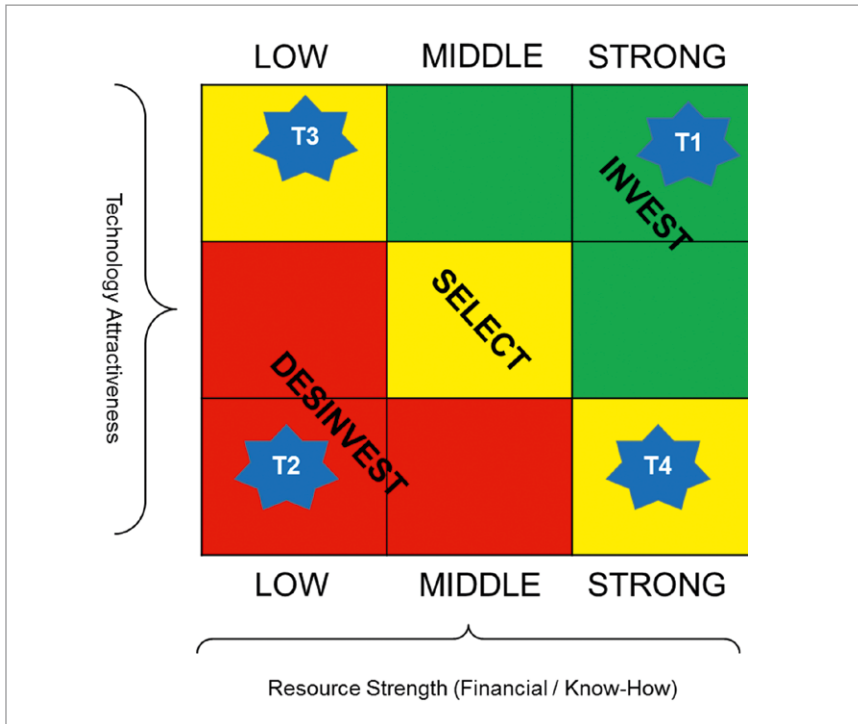 LOW MIDDLE STRONG
T3
T1
INVEST
Technology Attractiveness
SELECT
DESINVEST
T2
T4
LOW MIDDLE STRONG
Resource Strength (Financial / Know-How)